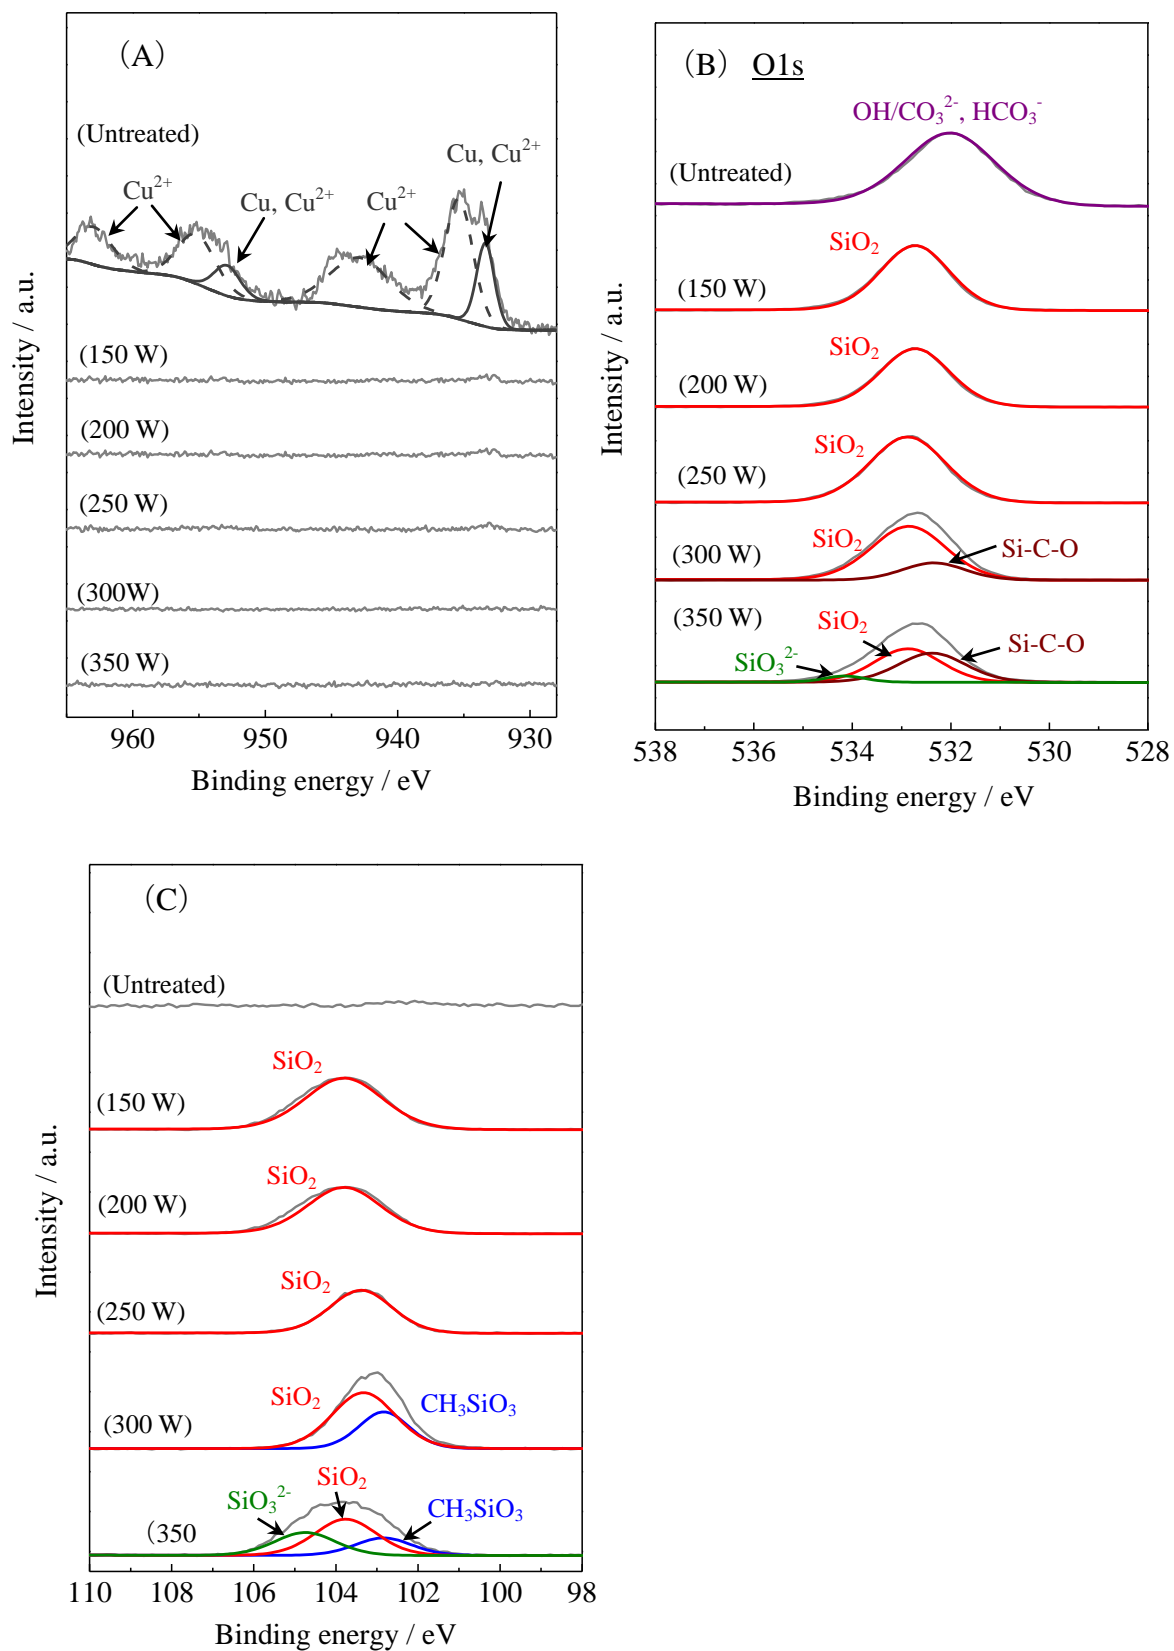 (A)
(Untreated)
Cu²⁺
Cu, Cu²⁺
Cu²⁺
Cu, Cu²⁺
(150 W)
(200 W)
(250 W)
(300W)
(350 W)
Intensity / a.u.
960 950 940 930
Binding energy / eV
(B) O1s
OH/CO₃²⁻, HCO₃⁻
(Untreated)
SiO₂
(150 W)
SiO₂
(200 W)
SiO₂
(250 W)
SiO₂
(300 W)
Si-C-O
(350 W)
SiO₂
Si-C-O
SiO₃²⁻
Intensity / a.u.
538 536 534 532 530 528
Binding energy / eV
(C)
(Untreated)
SiO₂
(150 W)
SiO₂
(200 W)
SiO₂
(250 W)
SiO₂
CH₃SiO₃
(300 W)
SiO₃²⁻
SiO₂
CH₃SiO₃
(350
Intensity / a.u.
110 108 106 104 102 100 98
Binding energy / eV